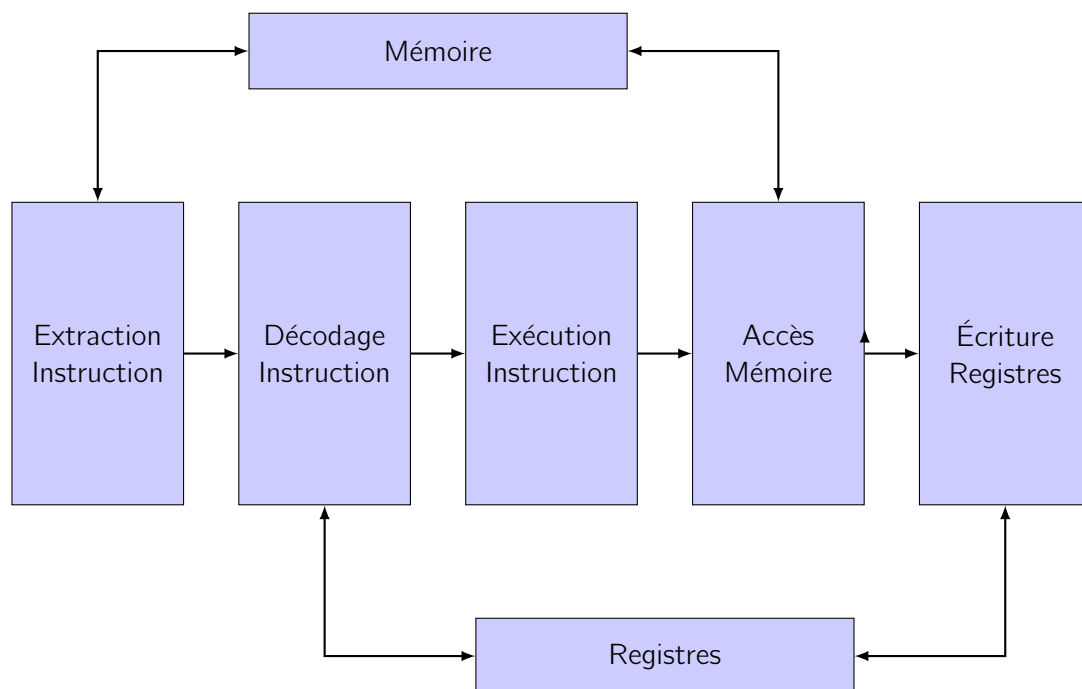 Mémoire
Extraction
Instruction
Décodage
Instruction
Exécution
Instruction
Accès
Mémoire
Écriture
Registres
Registres